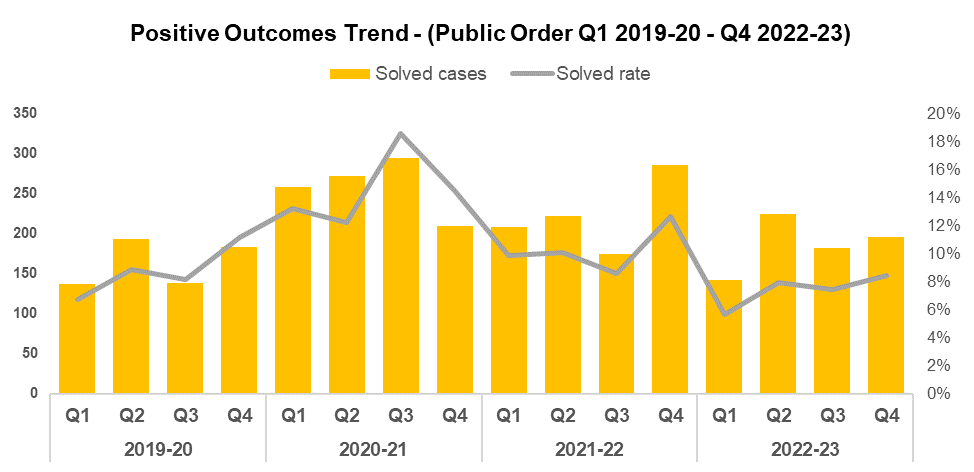 Positive Outcomes Trend - (Public Order Q1 2019-20 - Q4 2022-23)
Solved cases Solved rate
350 20%
300 18%
250 16%
200 14%
150 12%
100 10%
50 8%
0 6%
4%
2%
0%
Q1 Q2 Q3 Q4 Q1 Q2 Q3 Q4 Q1 Q2 Q3 Q4 Q1 Q2 Q3 Q4
2019-20 2020-21 2021-22 2022-23